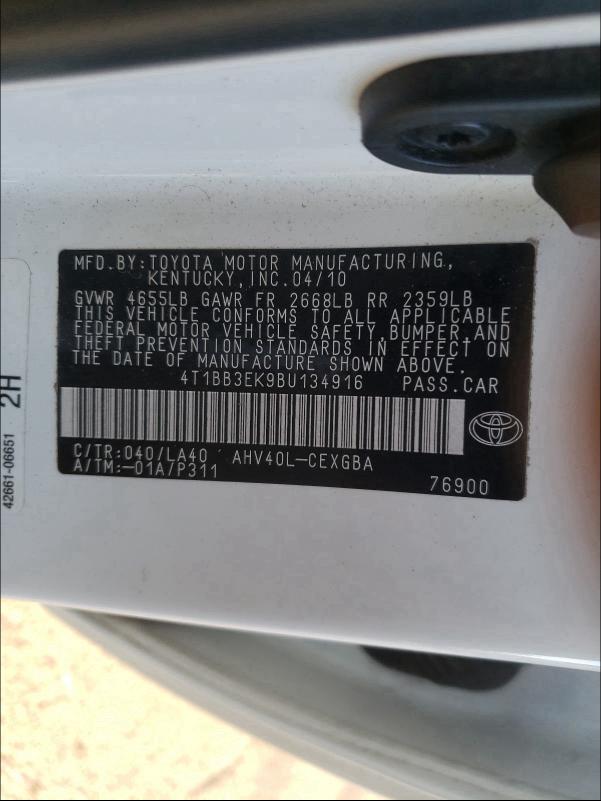 MFD.BY:TOYOTA MOTOR MANUFACTURING,
KENTUCKY,INC.04/10
GVWR 4655LB GAWR FR 2668LB RR 2359LB
THIS VEHICLE CONFORMS TO ALL APPLICABLE
FEDERAL MOTOR VEHICLE SAFETY,BUMPER,AND
THEFT PREVENTION STANDARDS IN EFFECT ON
THE DATE OF MANUFACTURE SHOWN ABOVE.
4T1BB3EK9BU134916 PASS.CAR
C/TR:040/LA40 AHV40L-CEXGBA
A/TM:-01A/P311 76900
2H
42661-06651